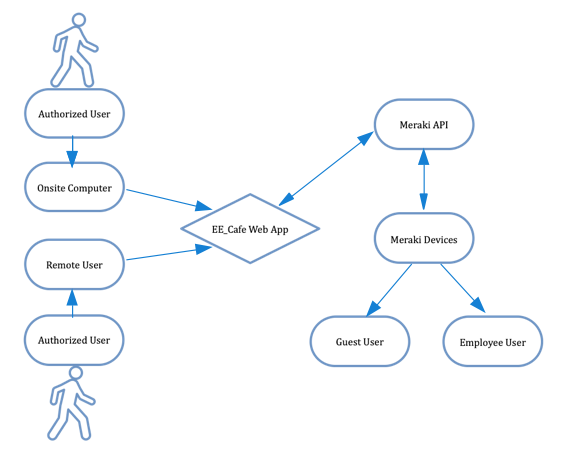 Authorized User
Onsite Computer
Remote User
Authorized User
EE_Cafe Web App
Meraki API
Meraki Devices
Guest User
Employee User